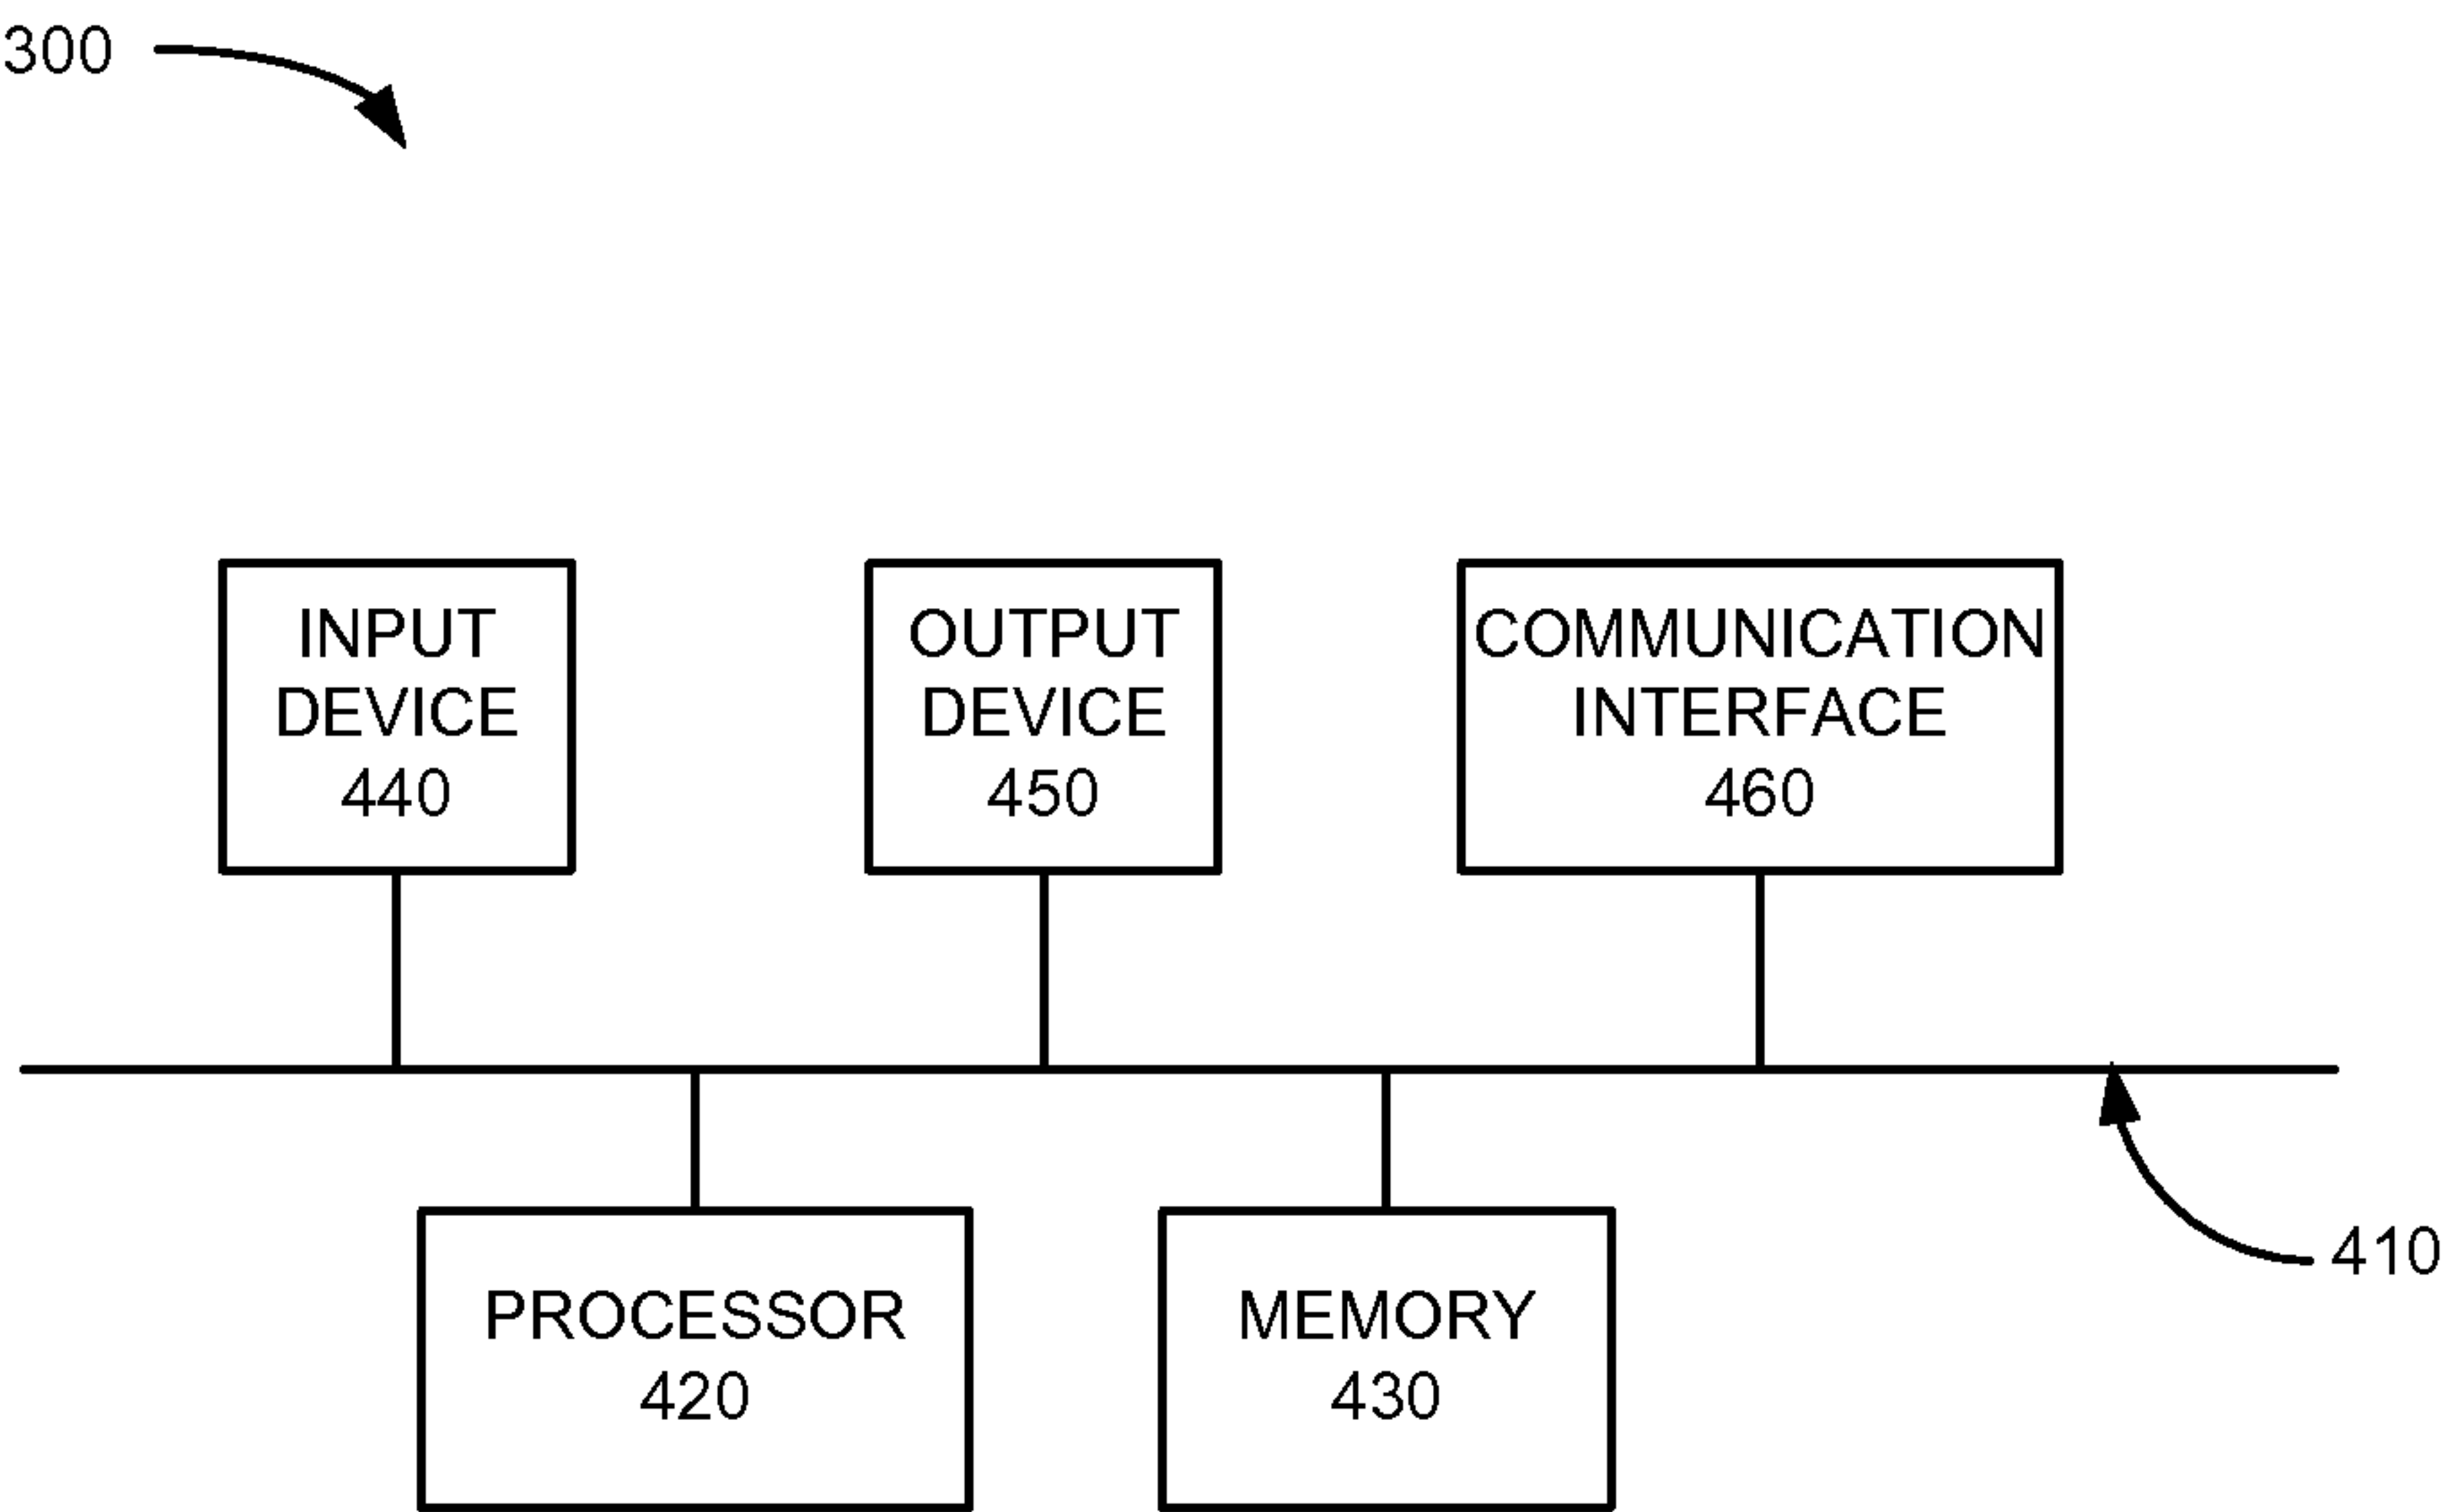 300
INPUT
DEVICE
440
OUTPUT
DEVICE
450
COMMUNICATION
INTERFACE
460
PROCESSOR
420
MEMORY
430
410